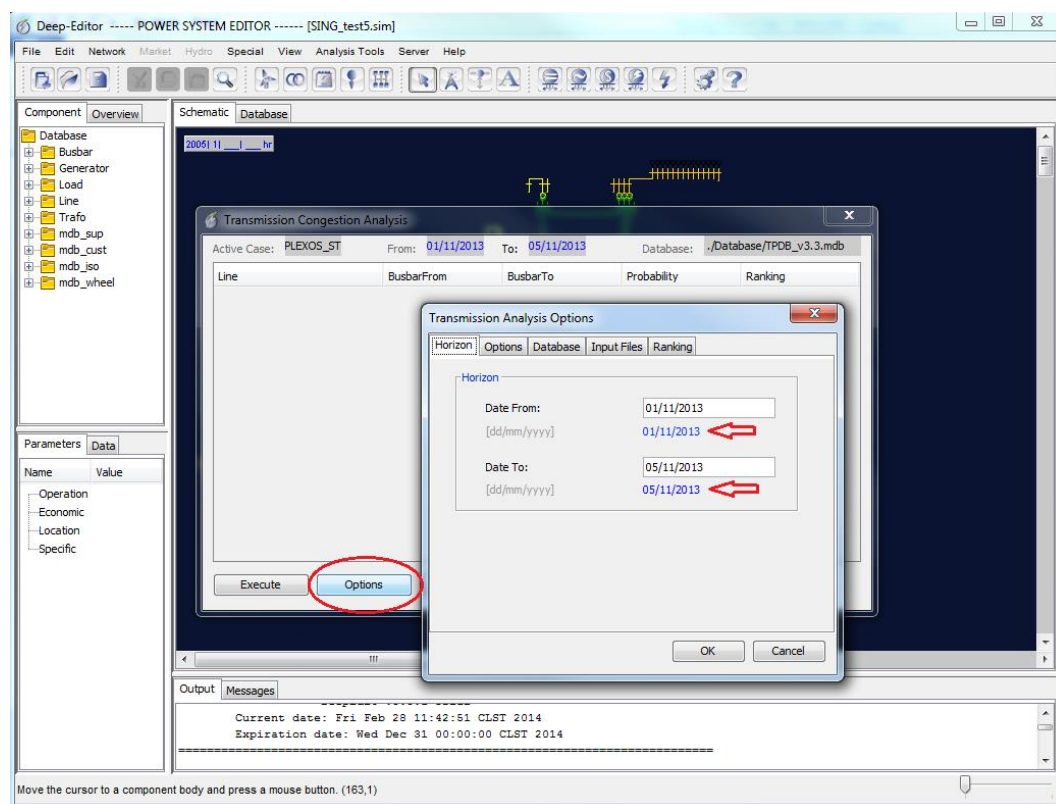 Deep-Editor ----- POWER SYSTEM EDITOR ------ [SING_test5.sim]
File Edit Network Market Hydro Special View Analysis Tools Server Help
Component Overview
Schematic Database
Database
Busbar
Generator
Load
Line
Trafo
mdb_sup
mdb_cust
mdb_iso
mdb_wheel
2005| 1| ___| ___ hr
Transmission Congestion Analysis
Active Case: PLEXOS_ST From: 01/11/2013 To: 05/11/2013 Database: ./Database/TPDB_v3.3.mdb
Line BusbarFrom BusbarTo Probability Ranking
Transmission Analysis Options
Horizon Options Database Input Files Ranking
Horizon
Date From: 01/11/2013
[dd/mm/yyyy] 01/11/2013
Date To: 05/11/2013
[dd/mm/yyyy] 05/11/2013
OK Cancel
Execute Options
Parameters Data
Name Value
Operation
Economic
Location
Specific
Output Messages
Current date: Fri Feb 28 11:42:51 CLST 2014
Expiration date: Wed Dec 31 00:00:00 CLST 2014
Move the cursor to a component body and press a mouse button. (163,1)